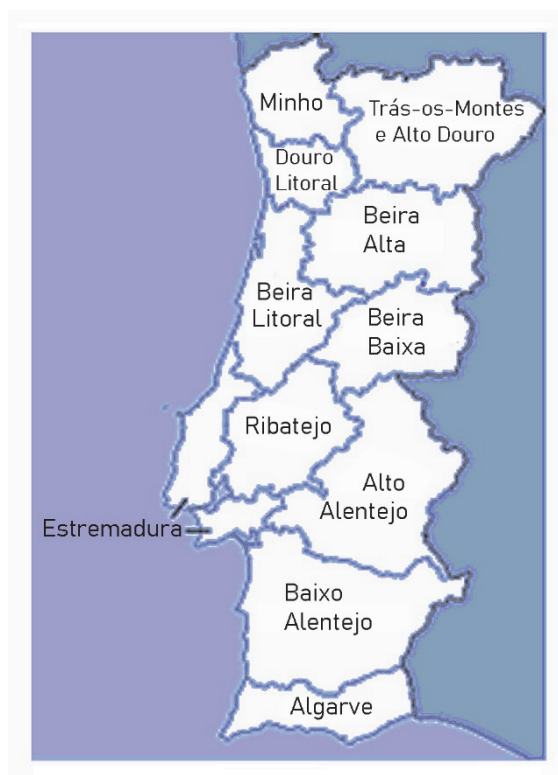 Minho
Trás-os-Montes
e Alto Douro
Douro
Litoral
Beira
Alta
Beira
Litoral
Beira
Baixa
Ribatejo
Alto
Alentejo
Estremadura
Baixo
Alentejo
Algarve